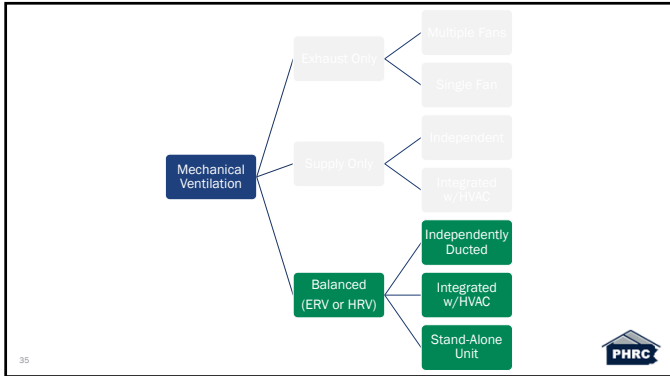 Multiple Fans
Exhaust Only
Single Fan
Independent
Supply Only
Integrated
w/HVAC
Mechanical
Ventilation
Independently
Ducted
Balanced
(ERV or HRV)
Integrated
w/HVAC
Stand-Alone
Unit
35
PHRC